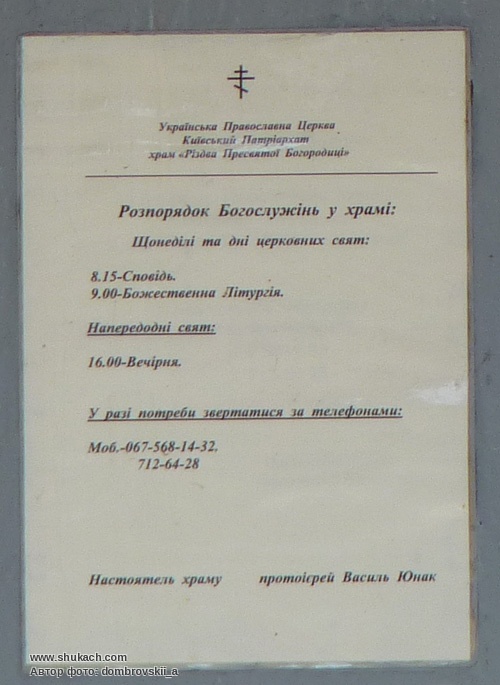 Українська Православна Церква
Київський Патріархат
храм «Різдва Пресвятої Богородиці»
Розпорядок Богослужінь у храмі:
Щонеділі та дні церковних свят:
8.15-Сповідь.
9.00-Божественна Літургія.
Напередодні свят:
16.00-Вечірня.
У разі потреби звертатися за телефонами:
Моб.-067-568-14-32.
712-64-28
Настоятель храму протоієрей Василь Юнак
www.shukach.com
Автор фото: dombrovskii_a